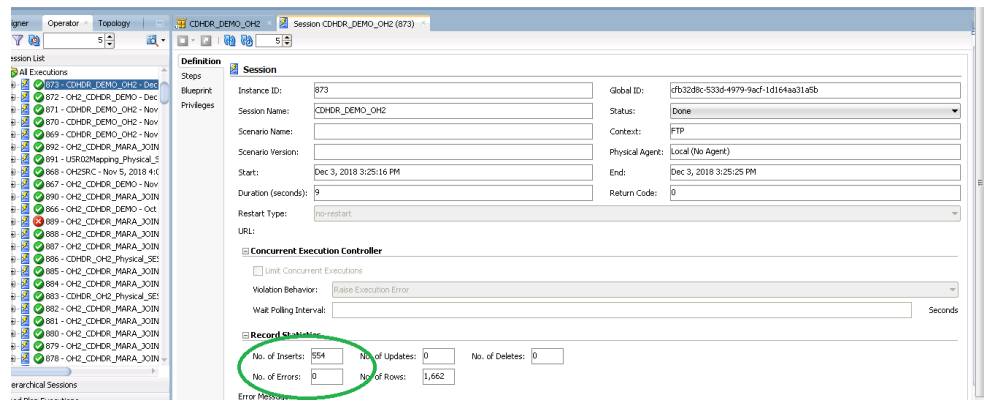 igner Operator Topology CDHDR_DEMO_OH2 Session CDHDR_DEMO_OH2 (873)
5 5
ession List
All Executions
873 - CDHDR_DEMO_OH2 - Dec
872 - OH2_CDHDR_DEMO - Dec
871 - CDHDR_DEMO_OH2 - Nov
870 - CDHDR_DEMO_OH2 - Nov
869 - CDHDR_DEMO_OH2 - Nov
892 - OH2_CDHDR_MARA_JOIN
891 - USR02Mapping_Physical_S
868 - OH2SRC - Nov 5, 2018 4:0
867 - OH2_CDHDR_DEMO - Nov
890 - OH2_CDHDR_MARA_JOIN
866 - OH2_CDHDR_DEMO - Oct
889 - OH2_CDHDR_MARA_JOIN
888 - OH2_CDHDR_MARA_JOIN
887 - OH2_CDHDR_MARA_JOIN
886 - CDHDR_OH2_Physical_SES
885 - OH2_CDHDR_MARA_JOIN
884 - OH2_CDHDR_MARA_JOIN
883 - CDHDR_OH2_Physical_SES
882 - OH2_CDHDR_MARA_JOIN
881 - OH2_CDHDR_MARA_JOIN
880 - OH2_CDHDR_MARA_JOIN
879 - OH2_CDHDR_MARA_JOIN
878 - OH2_CDHDR_MARA_JOIN
erarchical Sessions
Definition
Steps
Blueprint
Privileges
Session
Instance ID: 873 Global ID: cfb32d8c-533d-4979-9acf-1d164aa31a5b
Session Name: CDHDR_DEMO_OH2 Status: Done
Scenario Name: Context: FTP
Scenario Version: Physical Agent: Local (No Agent)
Start: Dec 3, 2018 3:25:16 PM End: Dec 3, 2018 3:25:25 PM
Duration (seconds): 9 Return Code: 0
Restart Type: no-restart
URL:
Concurrent Execution Controller
Limit Concurrent Executions
Violation Behavior: Raise Execution Error
Wait Polling Interval: Seconds
Record Statistics
No. of Inserts: 554 No. of Updates: 0 No. of Deletes: 0
No. of Errors: 0 No. of Rows: 1,662
Error Message: